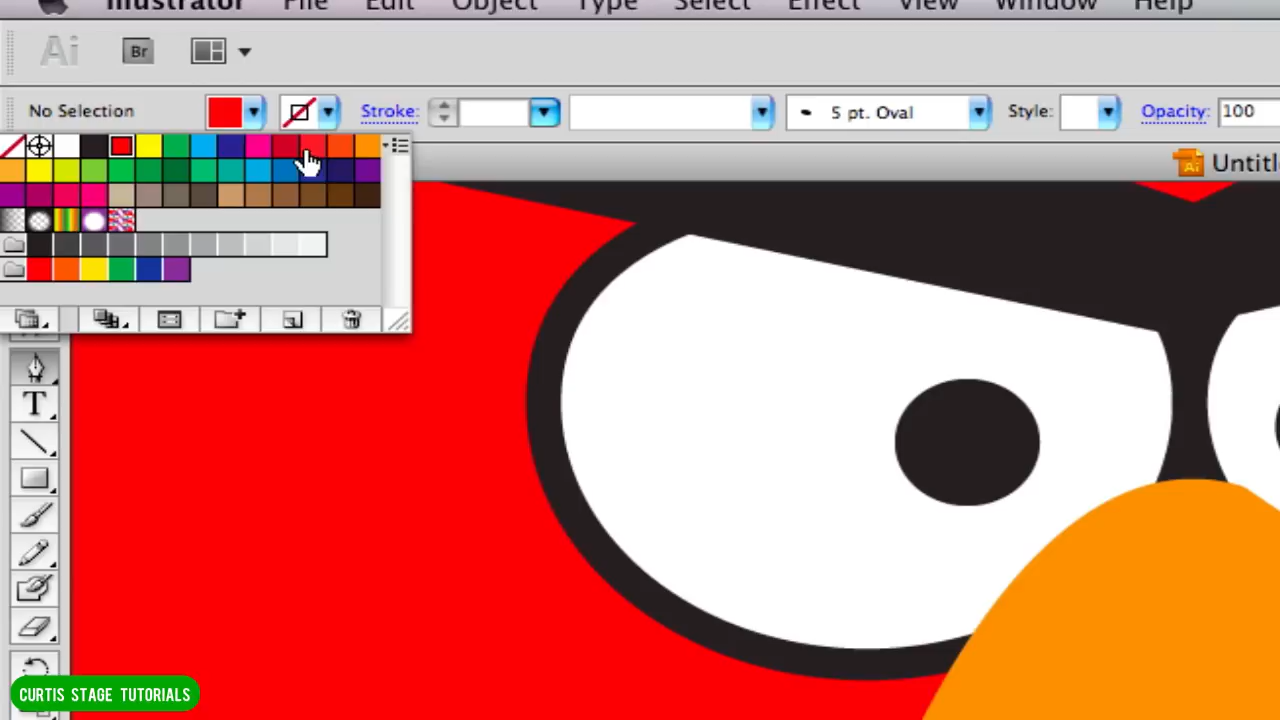 Illustrator File Edit Object Type Select Effect View Window Help
Ai Br
No Selection Stroke: 5 pt. Oval Style: Opacity: 100
T
CURTIS STAGE TUTORIALS